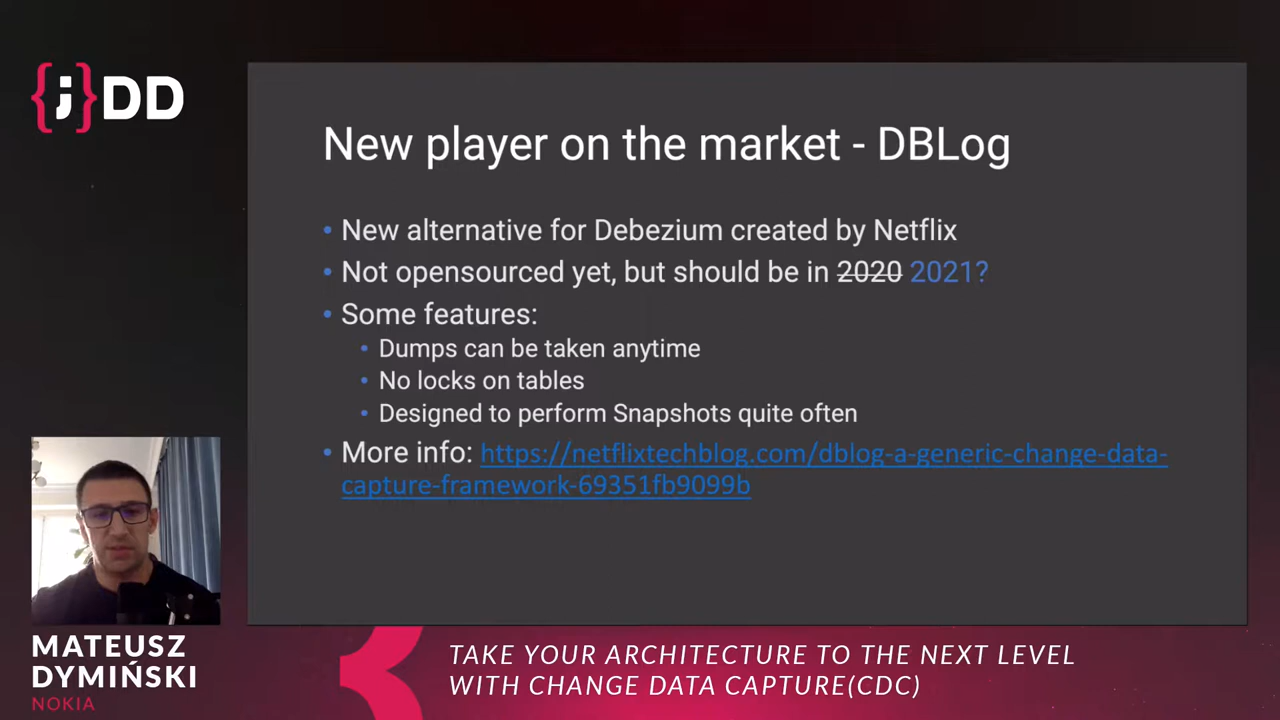 {;}DD
New player on the market - DBLog
• New alternative for Debezium created by Netflix
• Not opensourced yet, but should be in 2020 2021?
• Some features:
• Dumps can be taken anytime
• No locks on tables
• Designed to perform Snapshots quite often
• More info: https://netflixtechblog.com/dblog-a-generic-change-data-
capture-framework-69351fb9099b
MATEUSZ
DYMIŃSKI
NOKIA
TAKE YOUR ARCHITECTURE TO THE NEXT LEVEL
WITH CHANGE DATA CAPTURE(CDC)